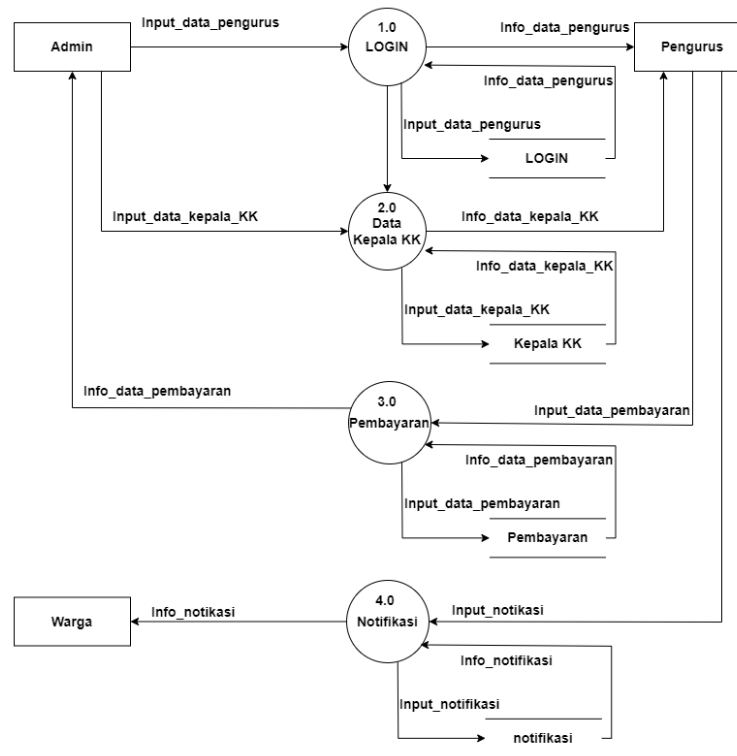 Input_data_pengurus
1.0
LOGIN
Info_data_pengurus
Admin
Pengurus
Info_data_pengurus
Input_data_pengurus
LOGIN
2.0
Data
Kepala KK
Input_data_kepala_KK
Info_data_kepala_KK
Info_data_kepala_KK
Input_data_kepala_KK
Kepala KK
Info_data_pembayaran
3.0
Pembayaran
Input_data_pembayaran
Info_data_pembayaran
Input_data_pembayaran
Pembayaran
4.0
Notifikasi
Warga
Info_notikasi
Input_notikasi
Info_notifikasi
Input_notifikasi
notifikasi